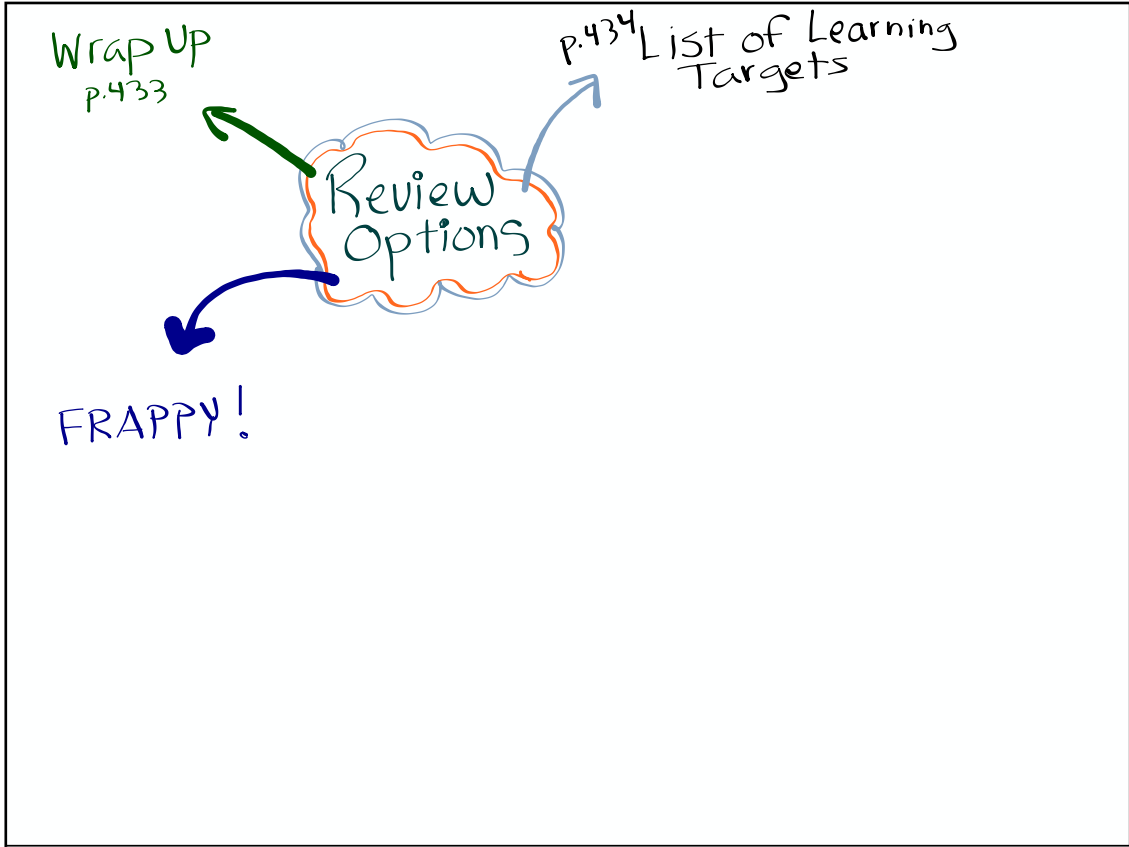 Wrap Up
p.433
p.434 List of Learning
Targets
Review
Options
FRAPPY!